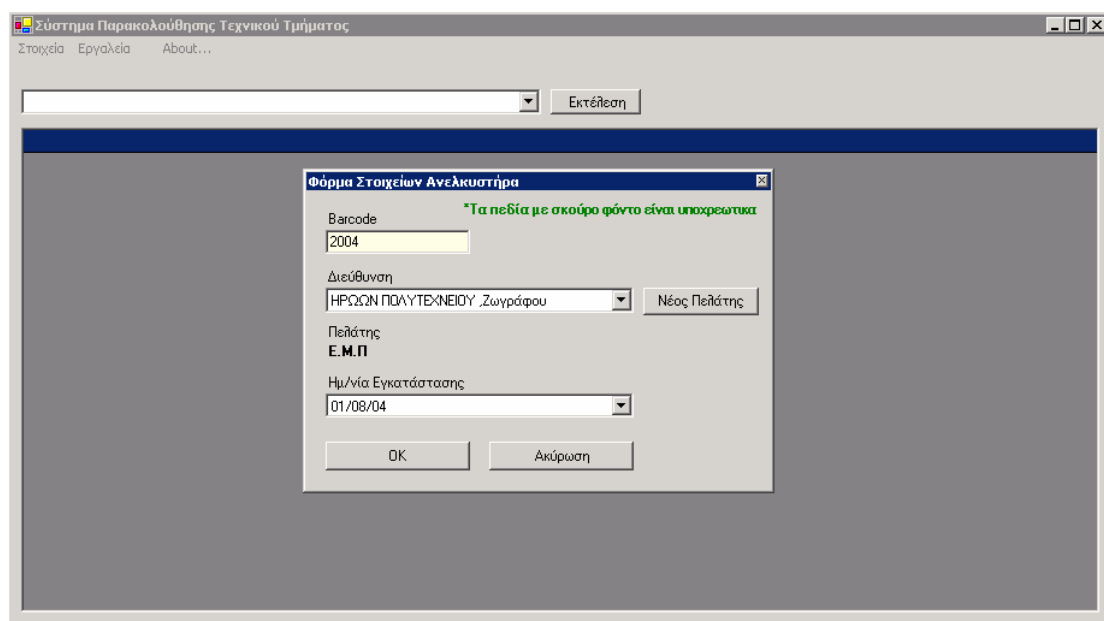 Σύστημα Παρακολούθησης Τεχνικού Τμήματος
Στοιχεία Εργαλεία About...
Εκτέλεση
Φόρμα Στοιχείων Ανελκυστήρα
*Τα πεδία με σκούρο φόντο είναι υποχρεωτικα
Barcode
2004
Διεύθυνση
ΗΡΩΩΝ ΠΟΛΥΤΕΧΝΕΙΟΥ ,Ζωγράφου Νέος Πελάτης
Πελάτης
Ε.Μ.Π
Ημ/νία Εγκατάστασης
01/08/04
OK Ακύρωση